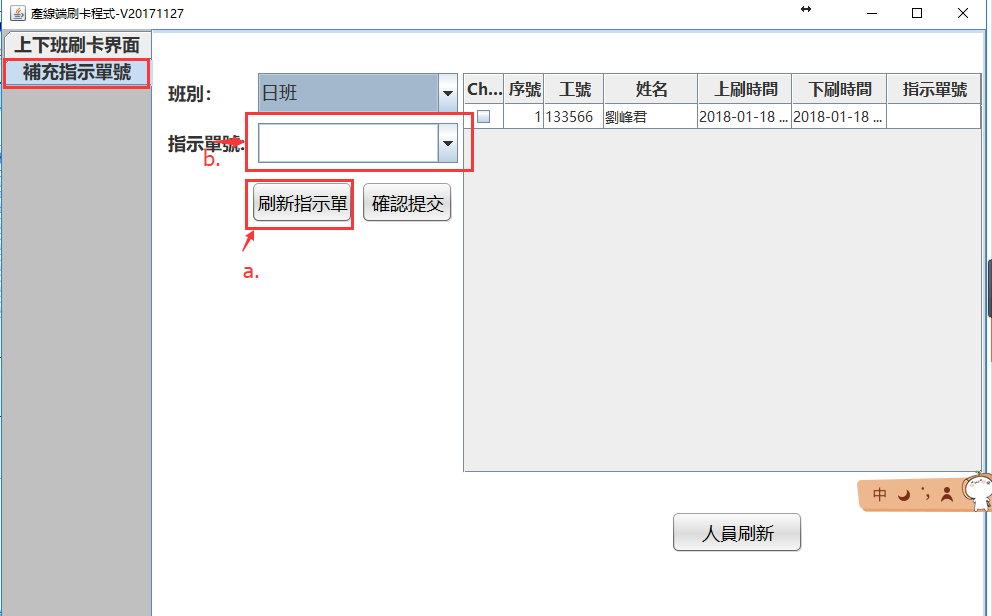 產線端刷卡程式-V20171127
上下班刷卡界面
補充指示單號
班別：
日班
指示單號:
b.
刷新指示單
確認提交
a.
Ch... 序號 工號 姓名 上刷時間 下刷時間 指示單號
1 133566 劉峰君 2018-01-18 ... 2018-01-18 ...
中
人員刷新